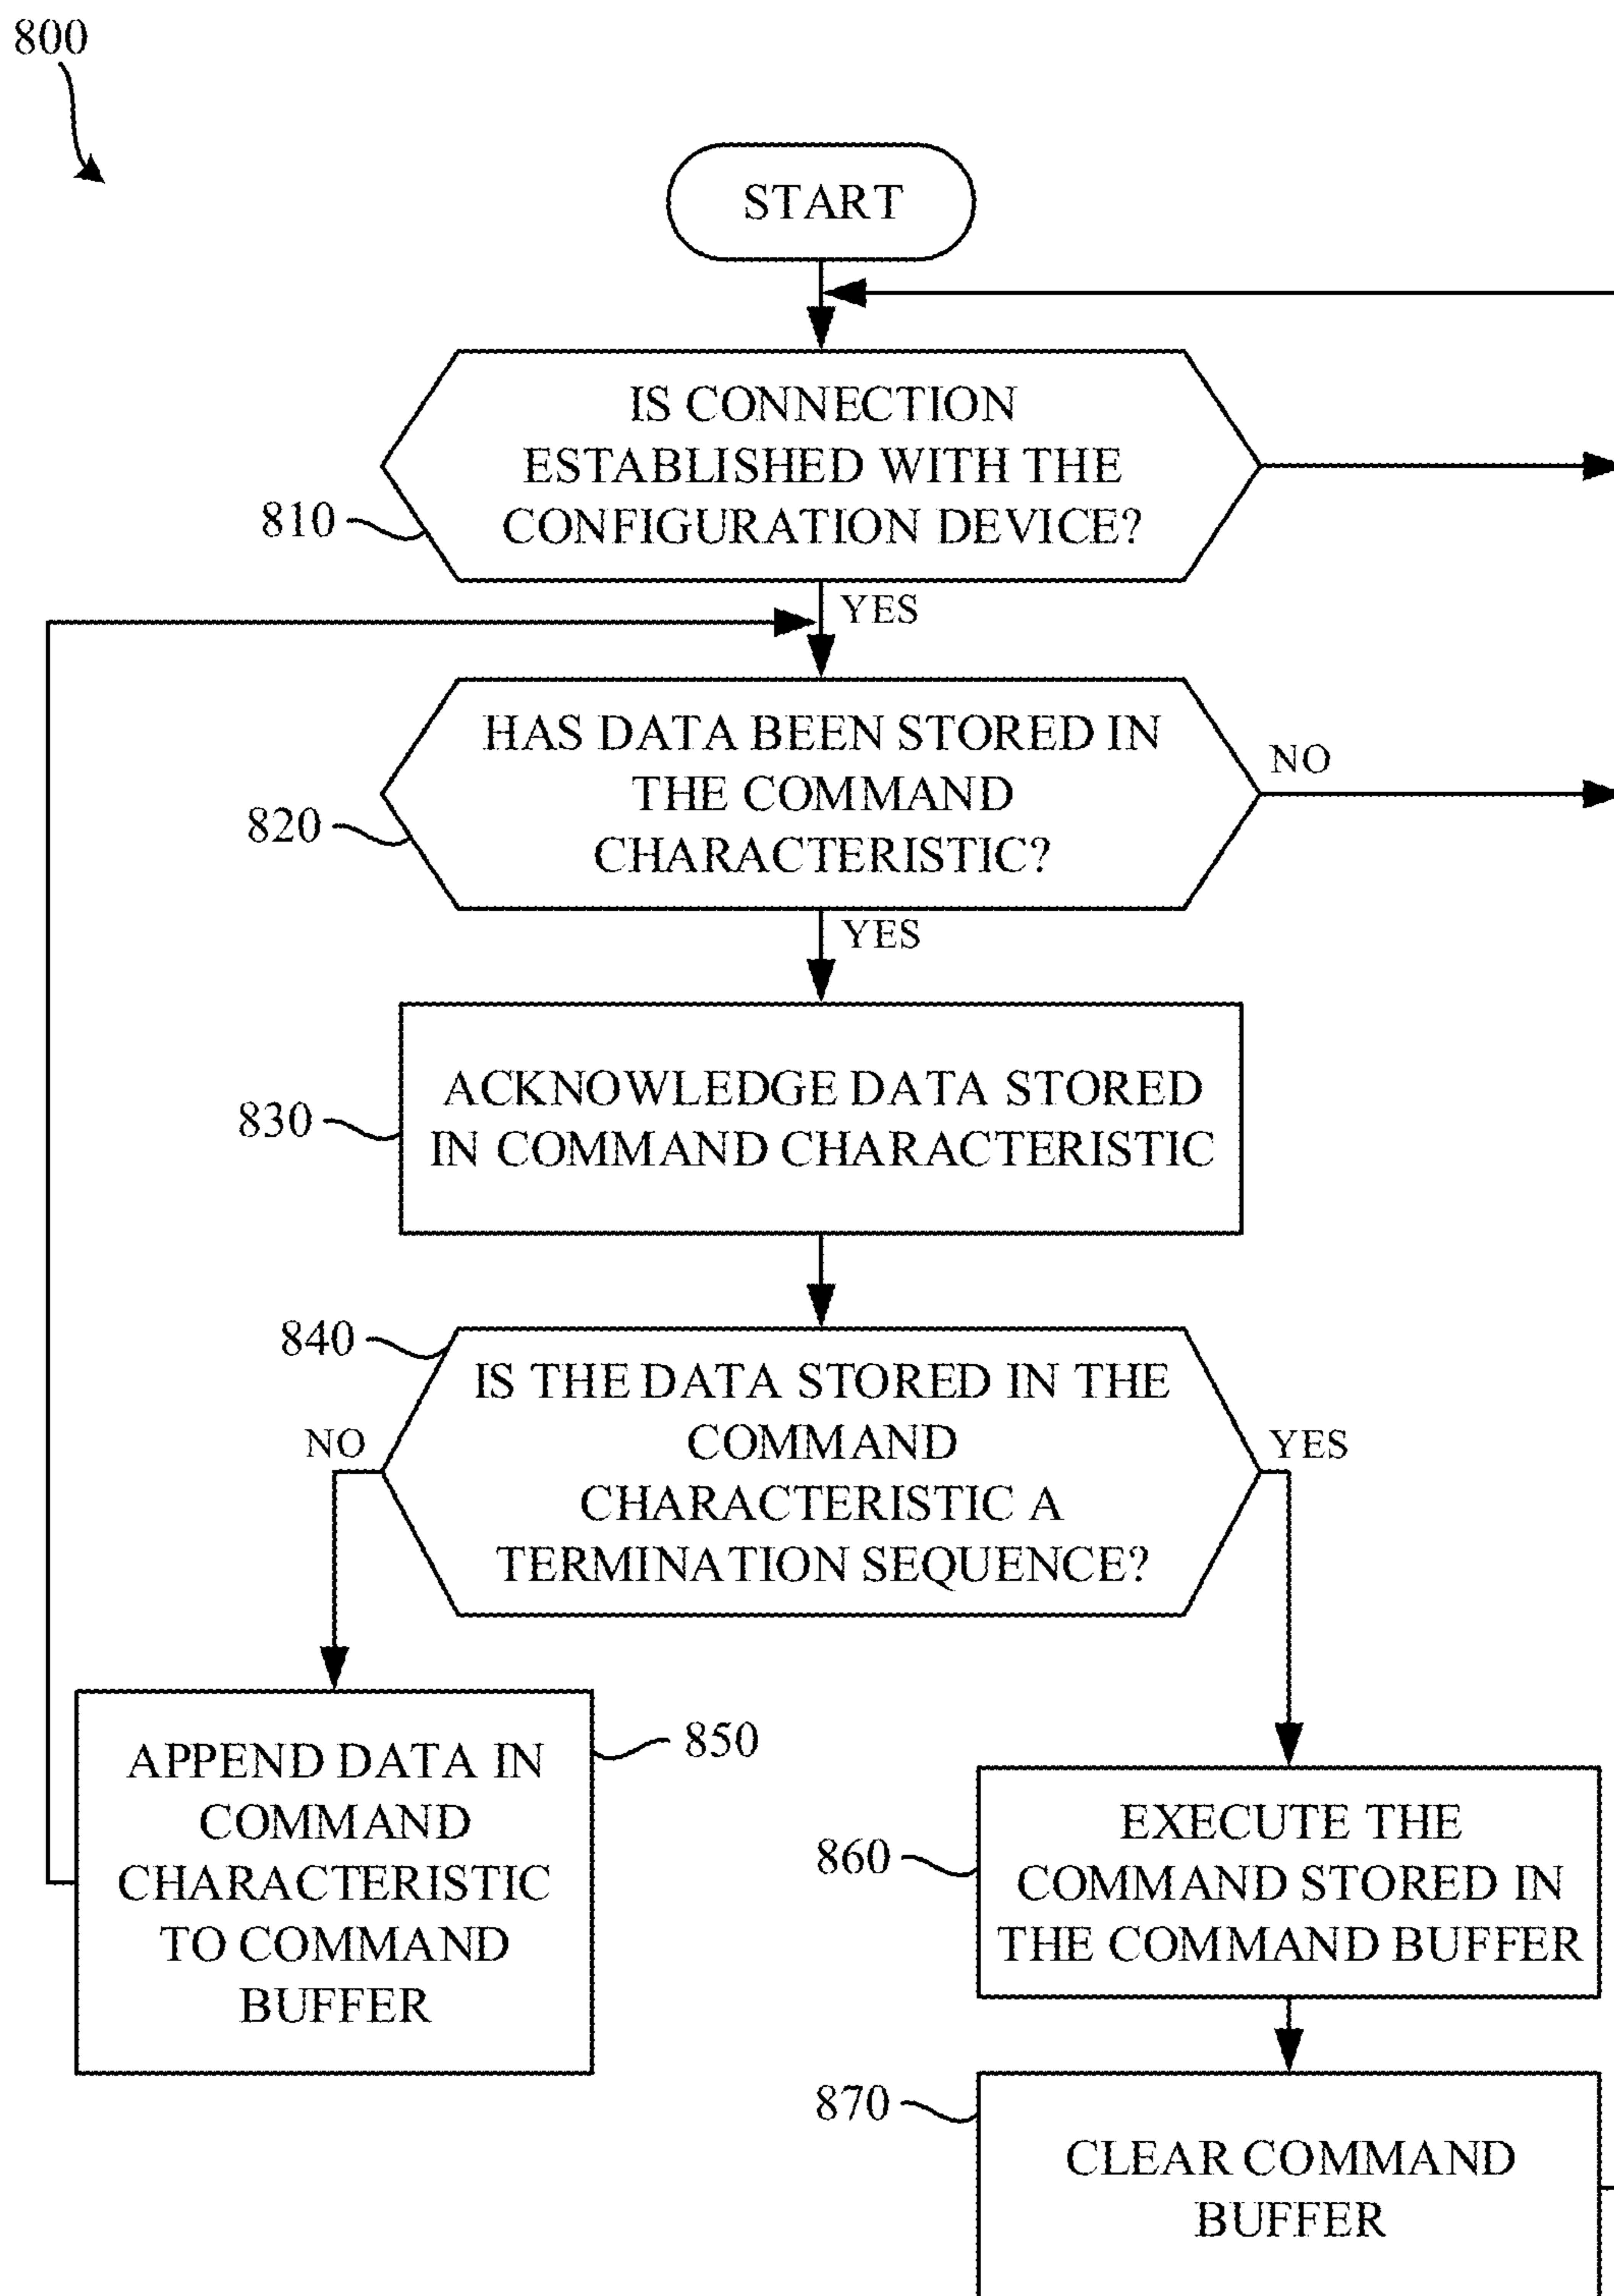 800
START
IS CONNECTION
ESTABLISHED WITH THE
CONFIGURATION DEVICE?
810
YES
HAS DATA BEEN STORED IN
THE COMMAND
CHARACTERISTIC?
NO
820
YES
ACKNOWLEDGE DATA STORED
IN COMMAND CHARACTERISTIC
830
840
IS THE DATA STORED IN THE
COMMAND
CHARACTERISTIC A
TERMINATION SEQUENCE?
NO
YES
APPEND DATA IN
COMMAND
CHARACTERISTIC
TO COMMAND
BUFFER
850
EXECUTE THE
COMMAND STORED IN
THE COMMAND BUFFER
860
870
CLEAR COMMAND
BUFFER